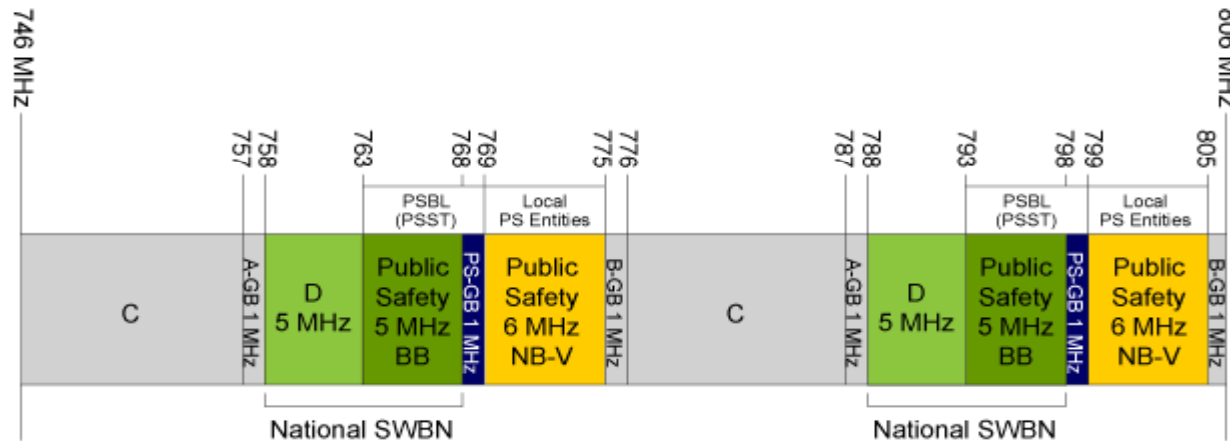 746 MHz
806 MHz
757
758
763
768
769
775
776
787
788
793
798
799
805
PSBL
(PSST)
Local
PS Entities
PSBL
(PSST)
Local
PS Entities
C
A-GB 1 MHz
D
5 MHz
Public
Safety
5 MHz
BB
PS-GB 1 MHz
Public
Safety
6 MHz
NB-V
B-GB 1 MHz
C
A-GB 1 MHz
D
5 MHz
Public
Safety
5 MHz
BB
PS-GB 1 MHz
Public
Safety
6 MHz
NB-V
B-GB 1 MHz
National SWBN
National SWBN